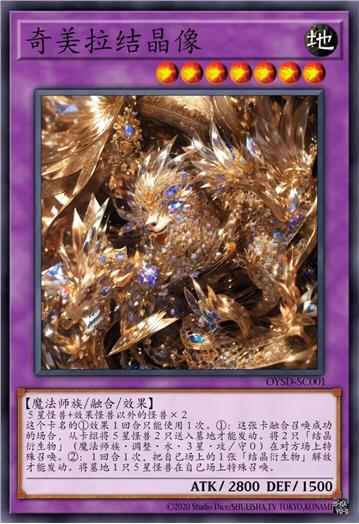 奇美拉结晶像
地
OYSD-SC001
【魔法师族/融合/效果】
5星怪兽+效果怪兽以外的怪兽×2
这个卡名的①效果1回合只能使用1次。①:这张卡融合召唤成功
的场合,从卡组将5星怪兽2只送入墓地才能发动。将2只「结晶
衍生物」(魔法师族・调整・水・3星・攻/守0)在对方场上特
殊召唤。②:1回合1次,把自己场上的1张「结晶衍生物」解放
才能发动。将墓地1只5星怪兽在自己场上特殊召唤。
ATK / 2800 DEF / 1500
©2020 Studio Dice/SHUEISHA,TV TOKYO,KONAMI